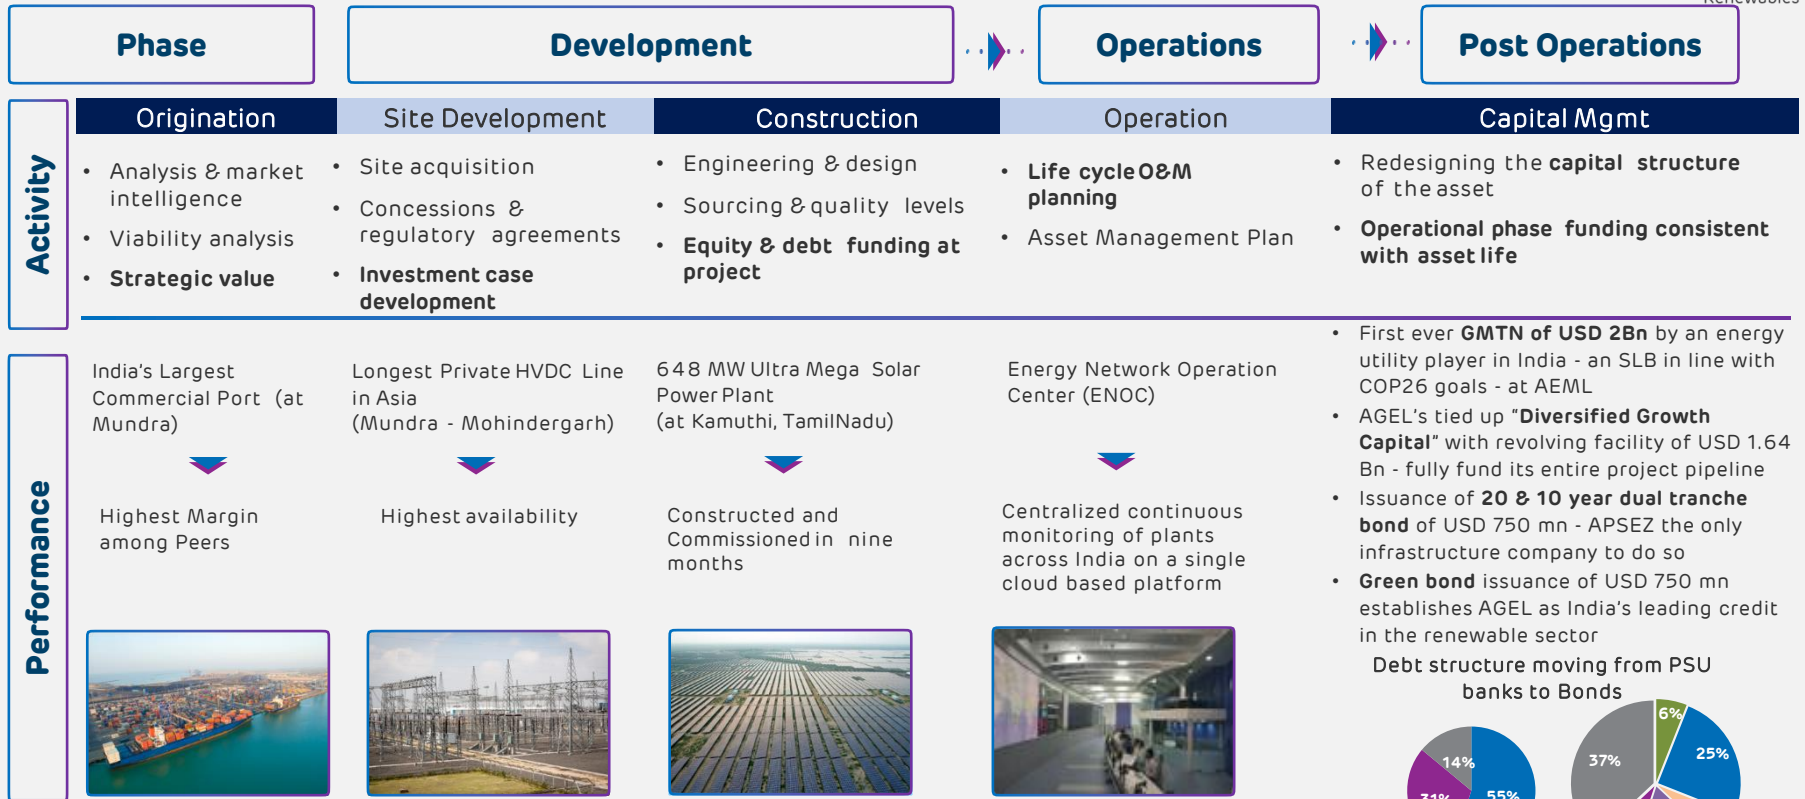 Renewables
Phase
Development
Operations
Post Operations
Activity
Origination
Site Development
Construction
Operation
Capital Mgmt
• Analysis & market
intelligence
• Viability analysis
• Strategic value
• Site acquisition
• Concessions &
regulatory agreements
• Investment case
development
• Engineering & design
• Sourcing & quality levels
• Equity & debt funding at
project
• Life cycle O&M
planning
• Asset Management Plan
• Redesigning the capital structure
of the asset
• Operational phase funding consistent
with asset life
Performance
India's Largest
Commercial Port (at
Mundra)
Highest Margin
among Peers
Longest Private HVDC Line
in Asia
(Mundra - Mohindergarh)
Highest availability
648 MW Ultra Mega Solar
Power Plant
(at Kamuthi, TamilNadu)
Constructed and
Commissioned in nine
months
Energy Network Operation
Center (ENOC)
Centralized continuous
monitoring of plants
across India on a single
cloud based platform
• First ever GMTN of USD 2Bn by an energy
utility player in India - an SLB in line with
COP26 goals - at AEML
• AGEL's tied up "Diversified Growth
Capital" with revolving facility of USD 1.64
Bn - fully fund its entire project pipeline
• Issuance of 20 & 10 year dual tranche
bond of USD 750 mn - APSEZ the only
infrastructure company to do so
• Green bond issuance of USD 750 mn
establishes AGEL as India's leading credit
in the renewable sector
Debt structure moving from PSU
banks to Bonds
14%
31%
55%
6%
37%
25%